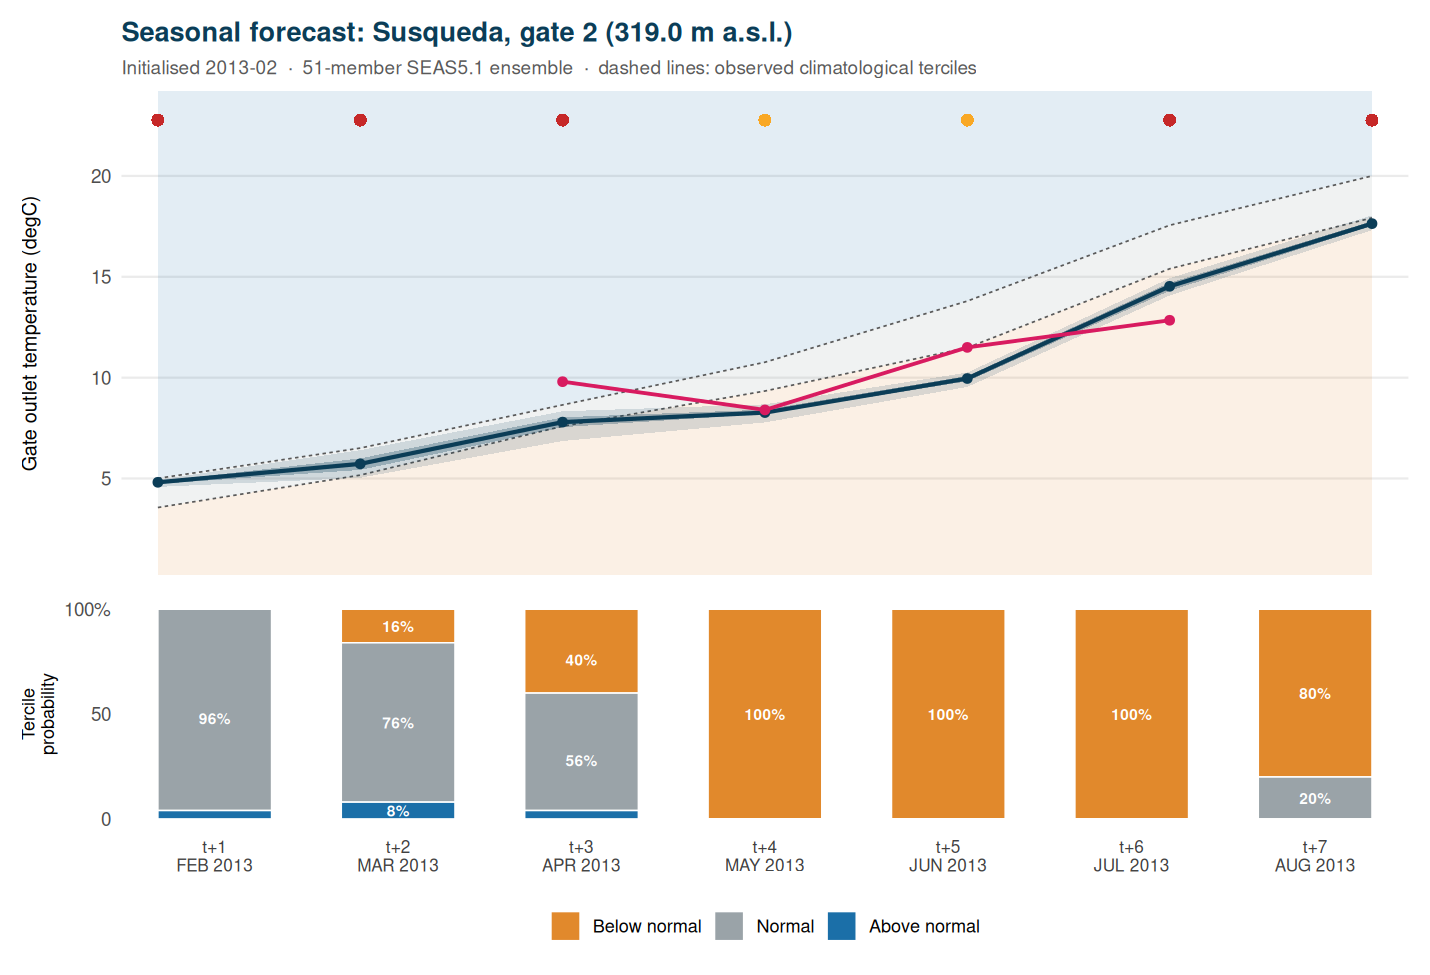 Seasonal forecast: Susqueda, gate 2 (319.0 m a.s.l.)
Initialised 2013-02 · 51-member SEAS5.1 ensemble · dashed lines: observed climatological terciles
Gate outlet temperature (degC)
20
15
10
5
Tercile
probability
100%
50
0
96%
16%
76%
8%
40%
56%
100%
100%
100%
80%
20%
t+1
FEB 2013
t+2
MAR 2013
t+3
APR 2013
t+4
MAY 2013
t+5
JUN 2013
t+6
JUL 2013
t+7
AUG 2013
Below normal
Normal
Above normal